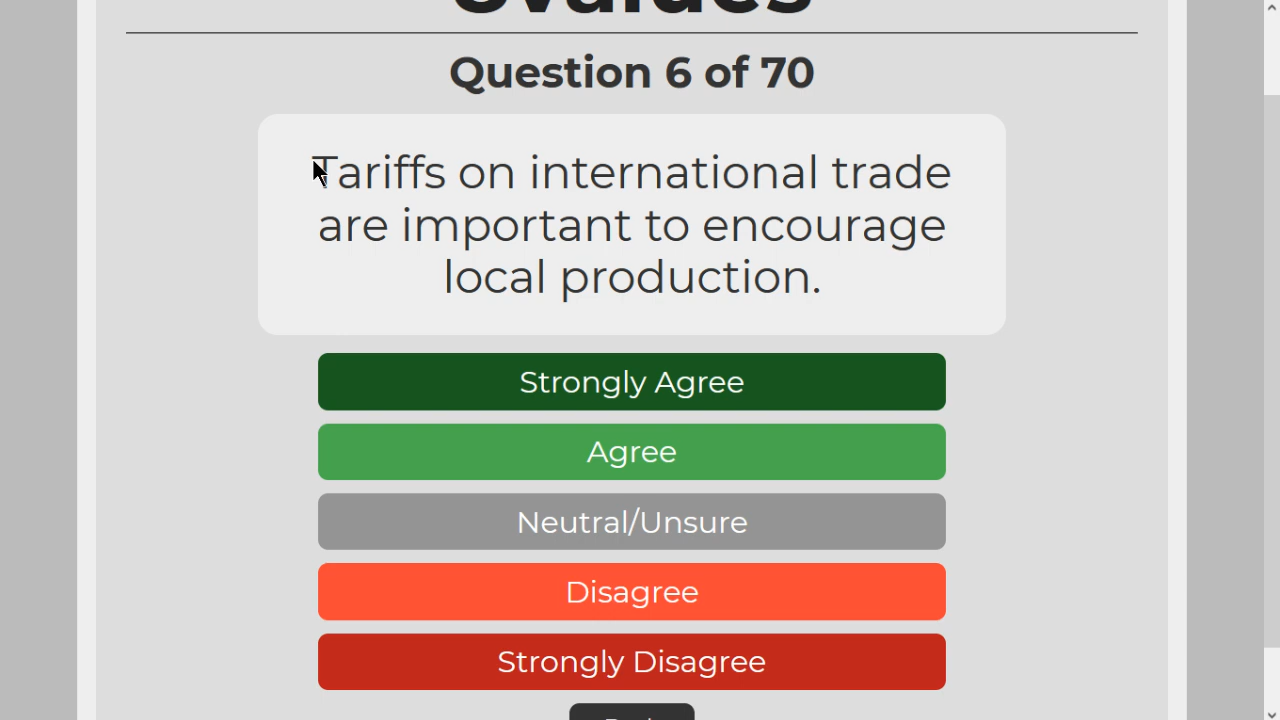 Question 6 of 70
Tariffs on international trade
are important to encourage
local production.
Strongly Agree
Agree
Neutral/Unsure
Disagree
Strongly Disagree